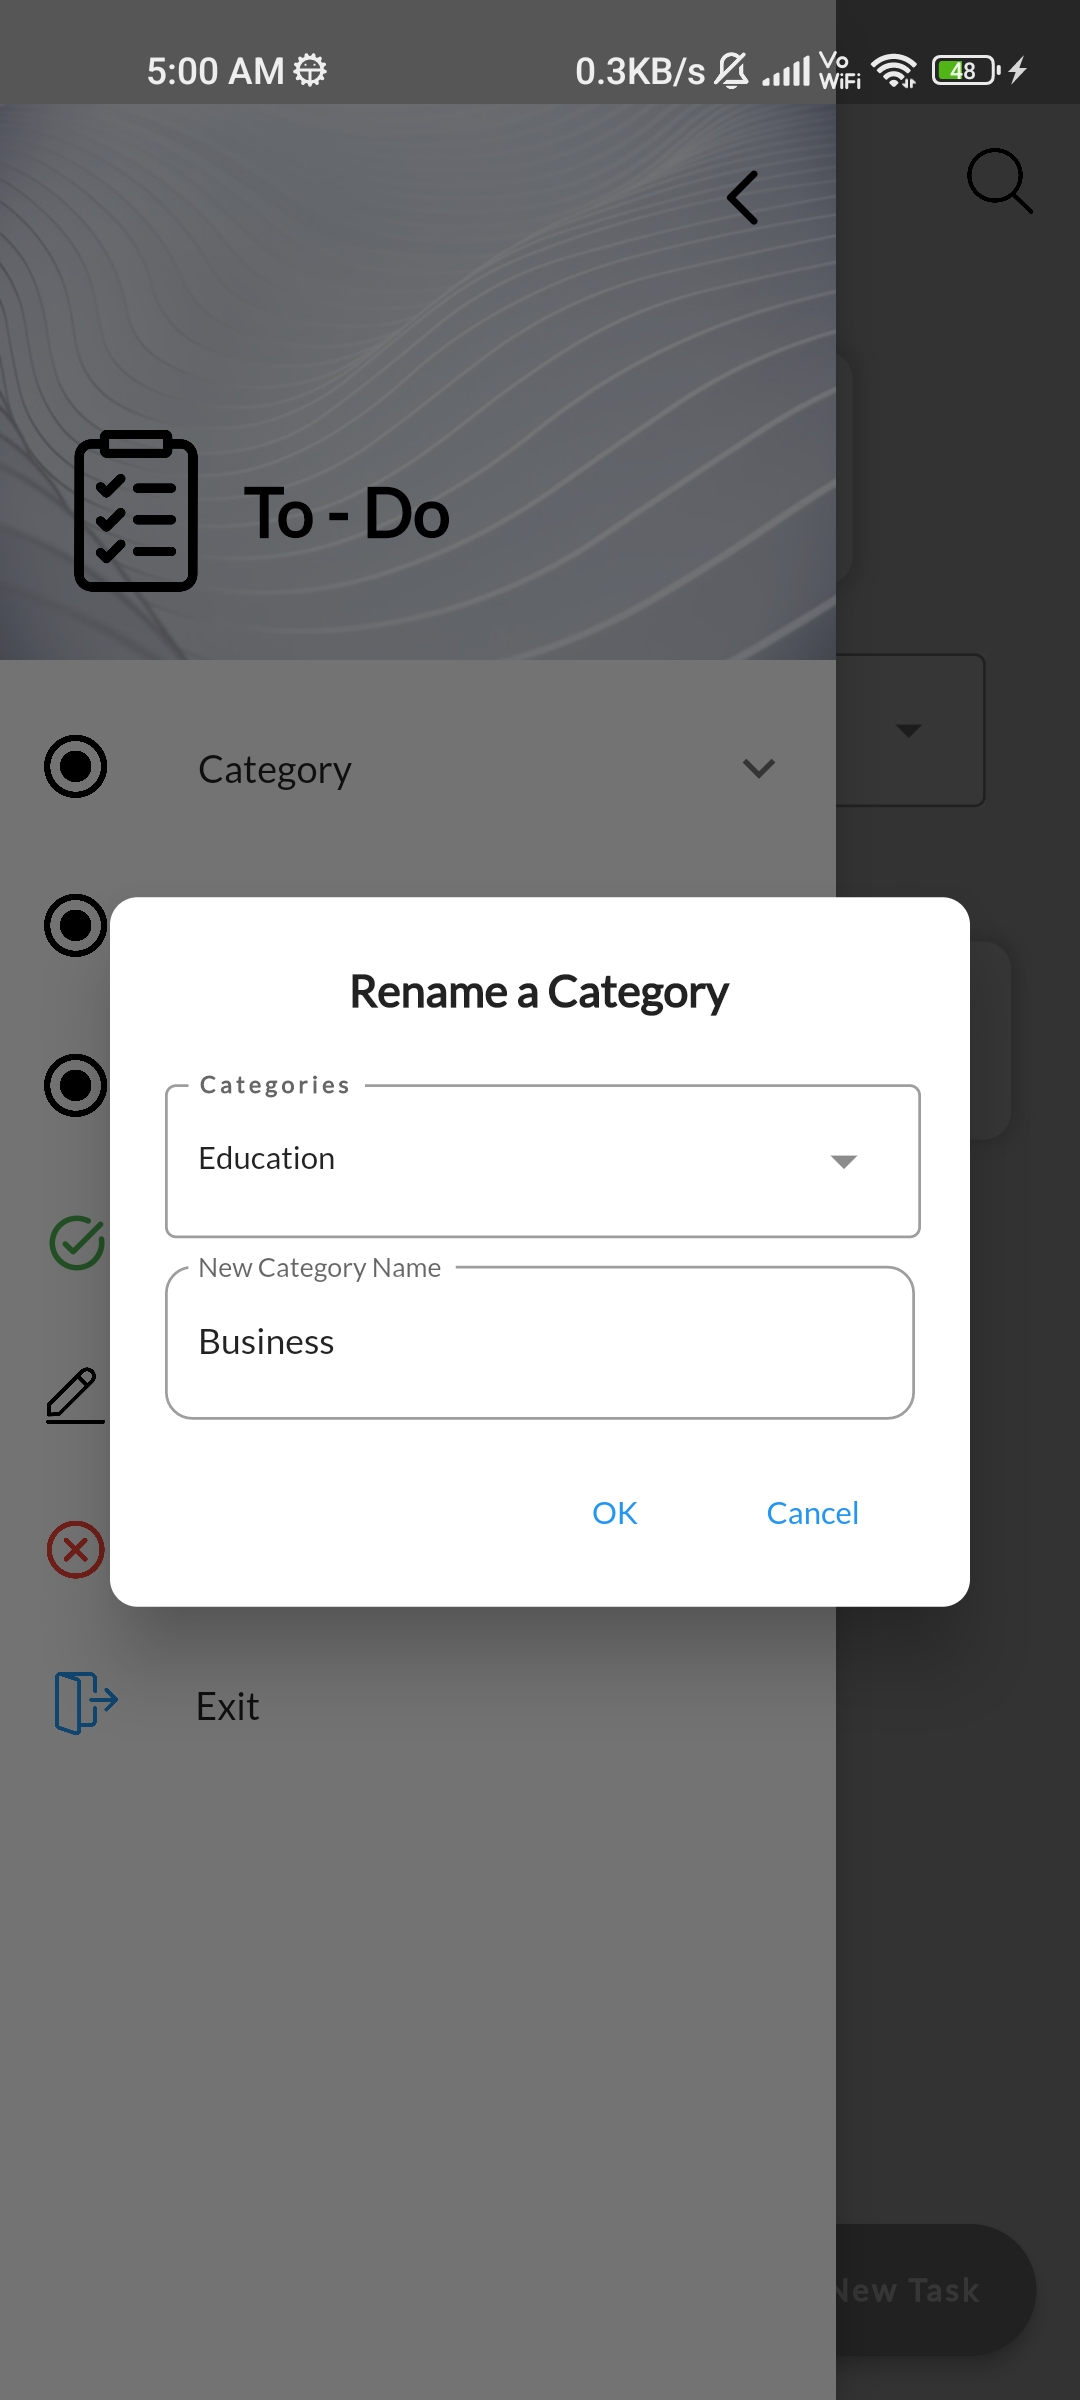 5:00 AM 0.3KB/s Vo WiFi 48
To - Do
Category
Rename a Category
Categories
Education
New Category Name
Business
OK Cancel
Exit
New Task